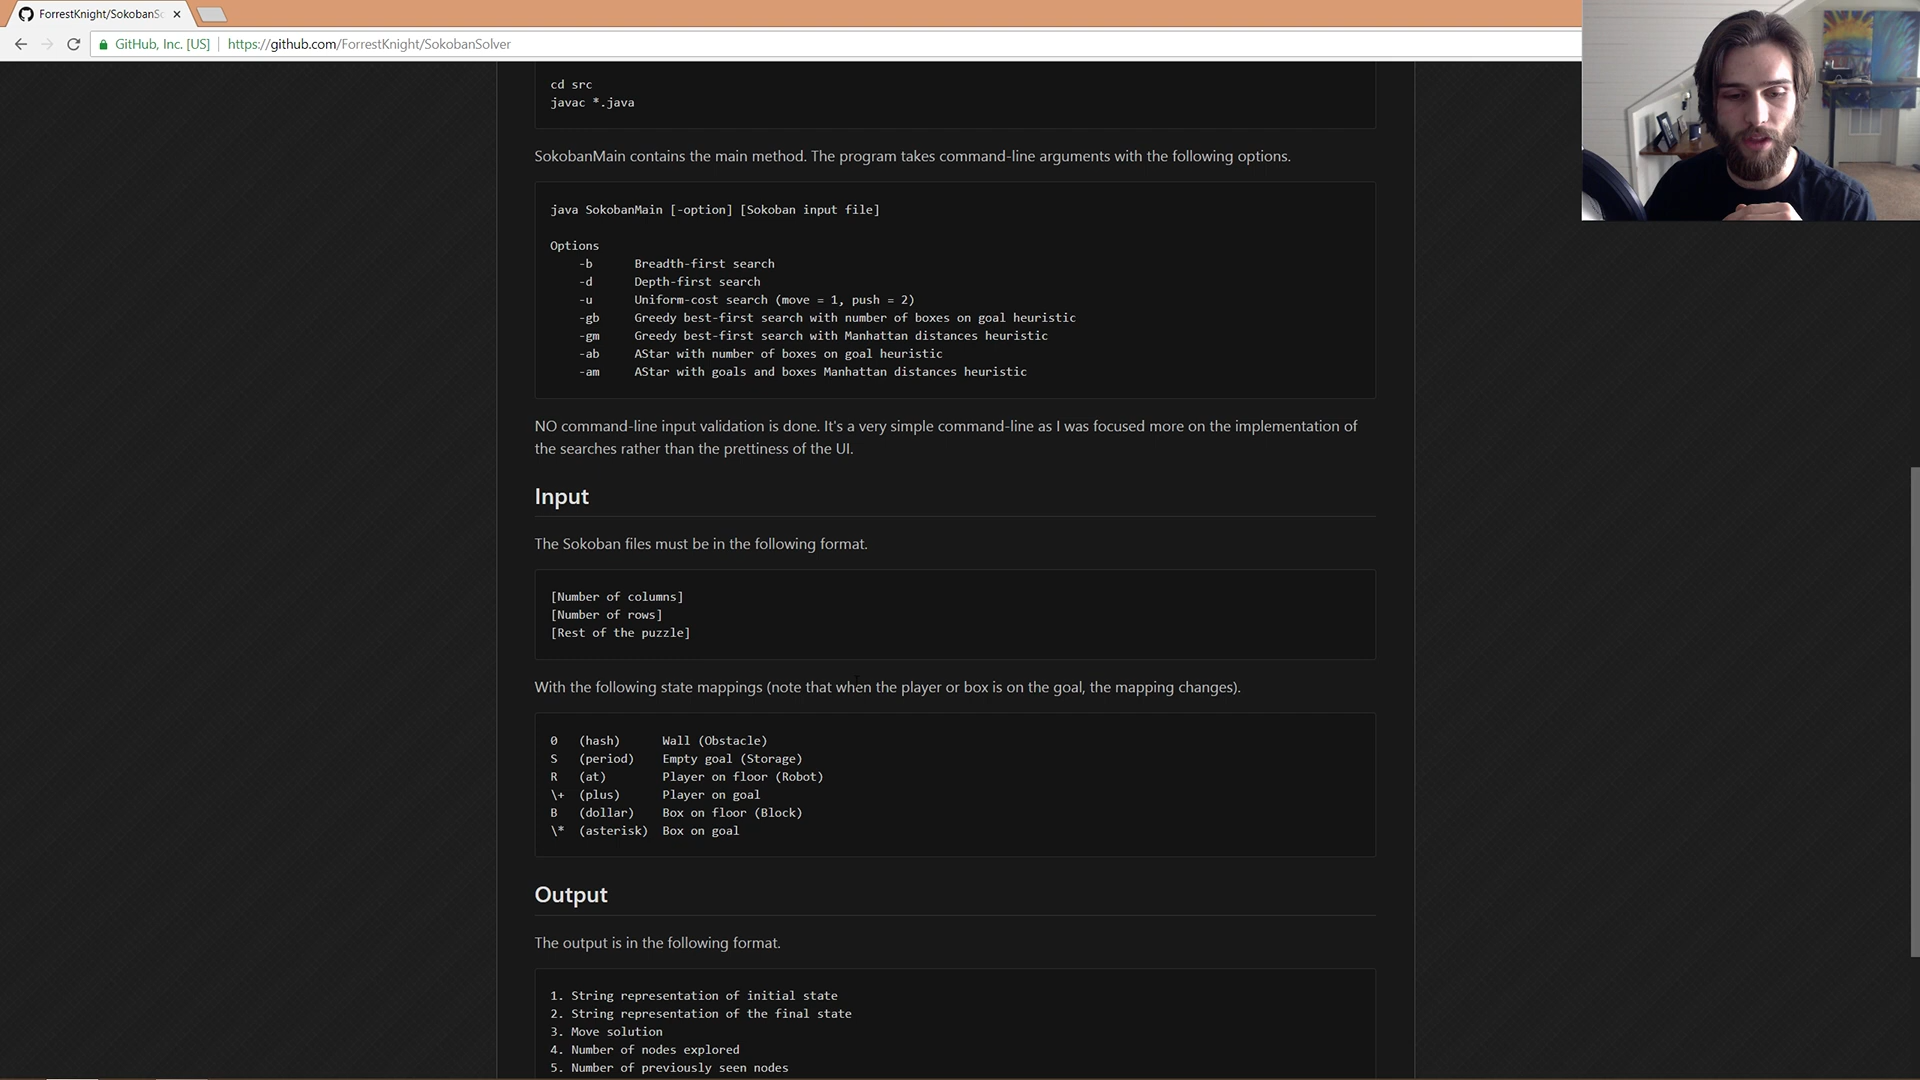 ForrestKnight/SokobanSo
GitHub, Inc. [US]
https://github.com/ForrestKnight/SokobanSolver
cd src
javac *.java
SokobanMain contains the main method. The program takes command-line arguments with the following options.
java SokobanMain [-option] [Sokoban input file]
Options
-b Breadth-first search
-d Depth-first search
-u Uniform-cost search (move = 1, push = 2)
-gb Greedy best-first search with number of boxes on goal heuristic
-gm Greedy best-first search with Manhattan distances heuristic
-ab AStar with number of boxes on goal heuristic
-am AStar with goals and boxes Manhattan distances heuristic
NO command-line input validation is done. It's a very simple command-line as I was focused more on the implementation of
the searches rather than the prettiness of the UI.
Input
The Sokoban files must be in the following format.
[Number of columns]
[Number of rows]
[Rest of the puzzle]
With the following state mappings (note that when the player or box is on the goal, the mapping changes).
0 (hash) Wall (Obstacle)
S (period) Empty goal (Storage)
R (at) Player on floor (Robot)
\+ (plus) Player on goal
B (dollar) Box on floor (Block)
\* (asterisk) Box on goal
Output
The output is in the following format.
1. String representation of initial state
2. String representation of the final state
3. Move solution
4. Number of nodes explored
5. Number of previously seen nodes